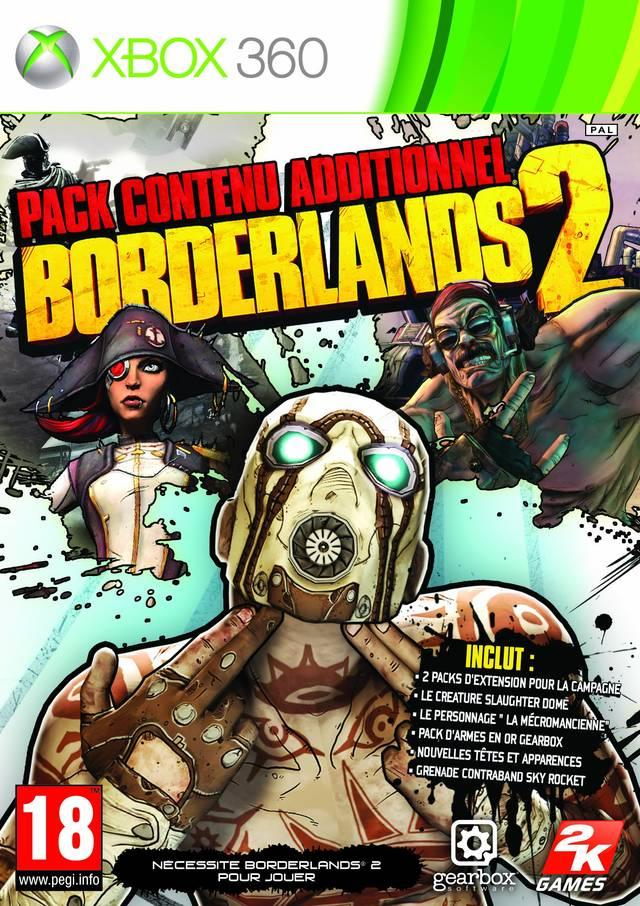 XBOX 360
PAL
PACK CONTENU ADDITIONNEL
BORDERLANDS 2
INCLUT :
• 2 PACKS D'EXTENSION POUR LA CAMPAGNE
• LE CREATURE SLAUGHTER DOME
• LE PERSONNAGE " LA MÉCROMANCIENNE"
• PACK D'ARMES EN OR GEARBOX
• NOUVELLES TÊTES ET APPARENCES
• GRENADE CONTRABAND SKY ROCKET
18
www.pegi.info
NÉCESSITE BORDERLANDS® 2
POUR JOUER
gearbox
software
2K
GAMES